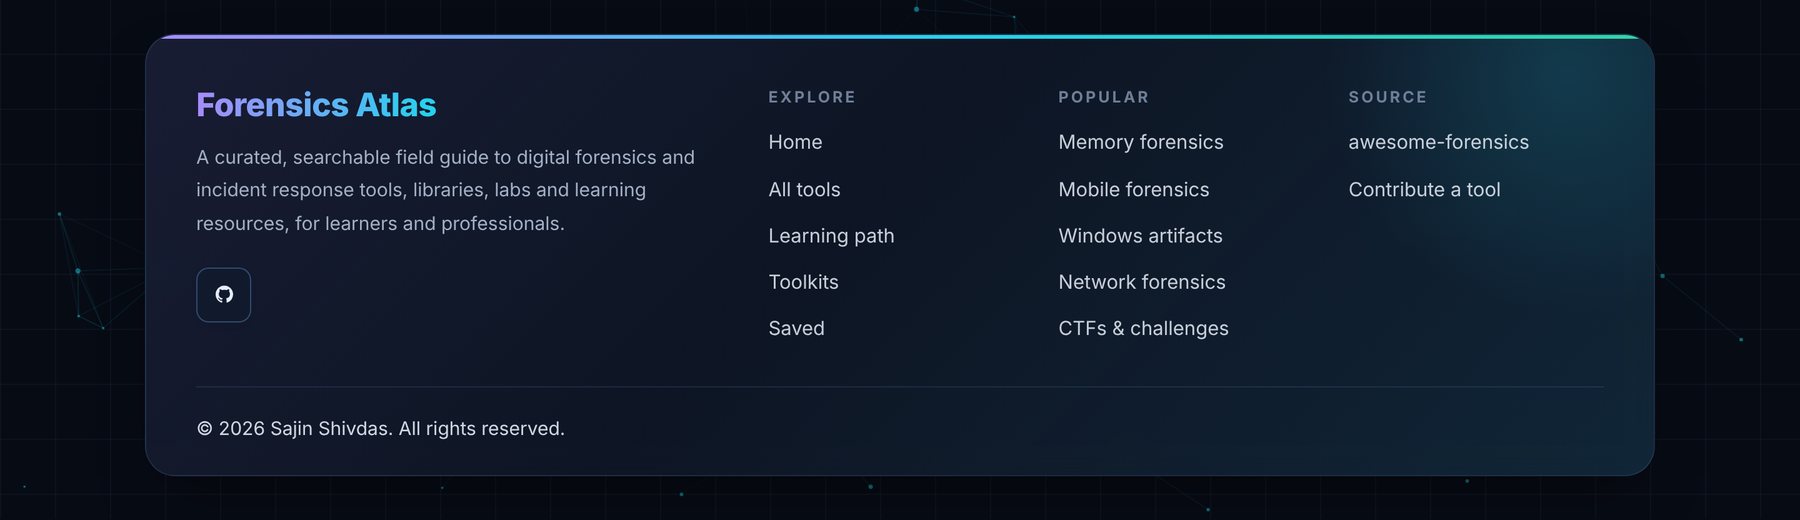 Forensics Atlas
A curated, searchable field guide to digital forensics and
incident response tools, libraries, labs and learning
resources, for learners and professionals.
EXPLORE
Home
All tools
Learning path
Toolkits
Saved
POPULAR
Memory forensics
Mobile forensics
Windows artifacts
Network forensics
CTFs & challenges
SOURCE
awesome-forensics
Contribute a tool
© 2026 Sajin Shivdas. All rights reserved.